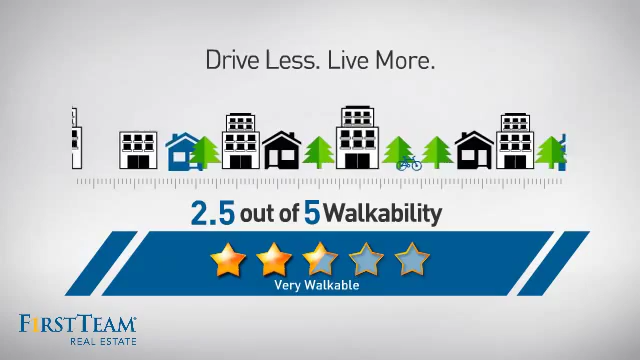 Drive Less. Live More.
2.5 out of 5 Walkability
Very Walkable
FIRSTTEAM®
REAL ESTATE